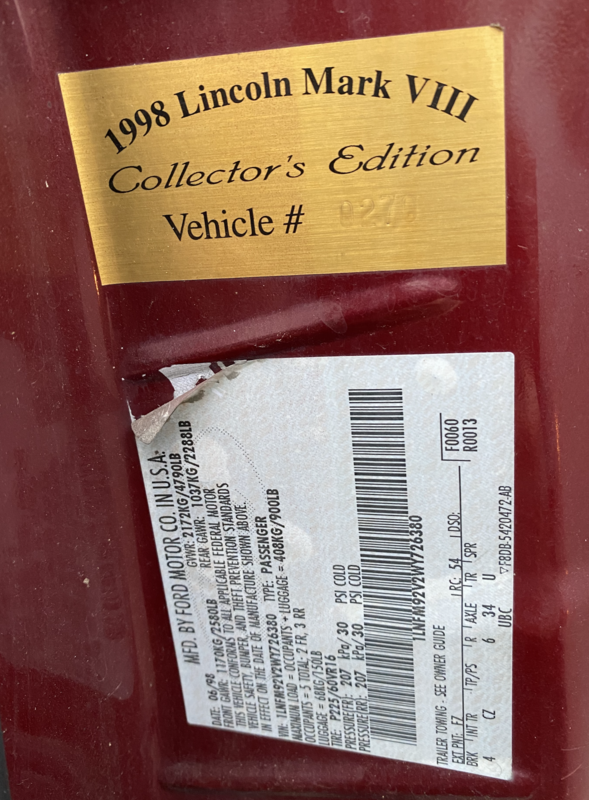 1998 Lincoln Mark VIII
Collector's Edition
Vehicle #
MFD. BY FORD MOTOR CO. IN U.S.A.
DATE: 06/98 GVWR: 2172KG/4790LB
FRONT GAWR: 1170KG/2580LB REAR GAWR: 1037KG/2288LB
THIS VEHICLE CONFORMS TO ALL APPLICABLE FEDERAL MOTOR
VEHICLE SAFETY, BUMPER, AND THEFT PREVENTION STANDARDS
IN EFFECT ON THE DATE OF MANUFACTURE SHOWN ABOVE.
VIN: 1LNFM92V2WY726380 TYPE: PASSENGER
MAXIMUM LOAD = OCCUPANTS + LUGGAGE = 408KG/900LB
OCCUPANTS = 5 TOTAL: 2 FR, 3 RR
LUGGAGE = 68KG/150LB
TIRE: P225/60VR16
PRESSURE FR: 207 kPa/30 PSI COLD
PRESSURE RR: 207 kPa/30 PSI COLD
1LNFM92V2WY726380
TRAILER TOWING - SEE OWNER GUIDE
F0060
EXT PNT: EZ RC: 54 DSO: R0013
BRK INT TR TP/PS R AXLE TR SPR
4 CZ 6 34 U
UBC
▽F8DB-5420472-AB